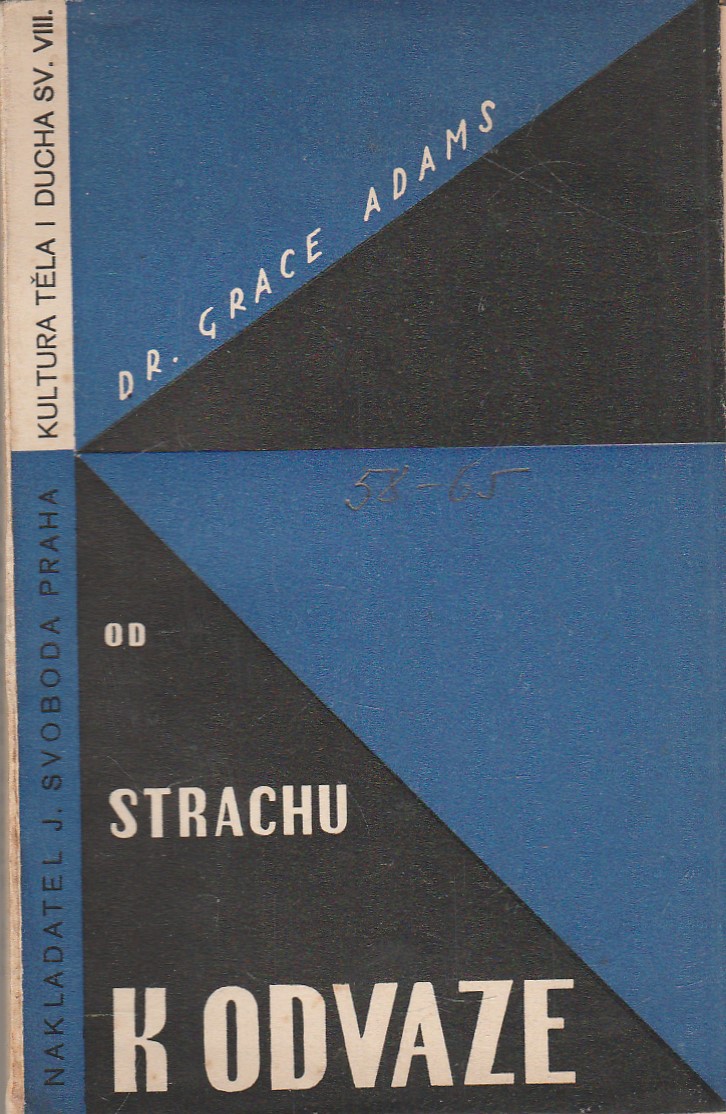 KULTURA TĚLA I DUCHA SV. VIII.
DR. GRACE ADAMS
58-65
OD
STRACHU
K ODVAZE
NAKLADATEL J. SVOBODA PRAHA